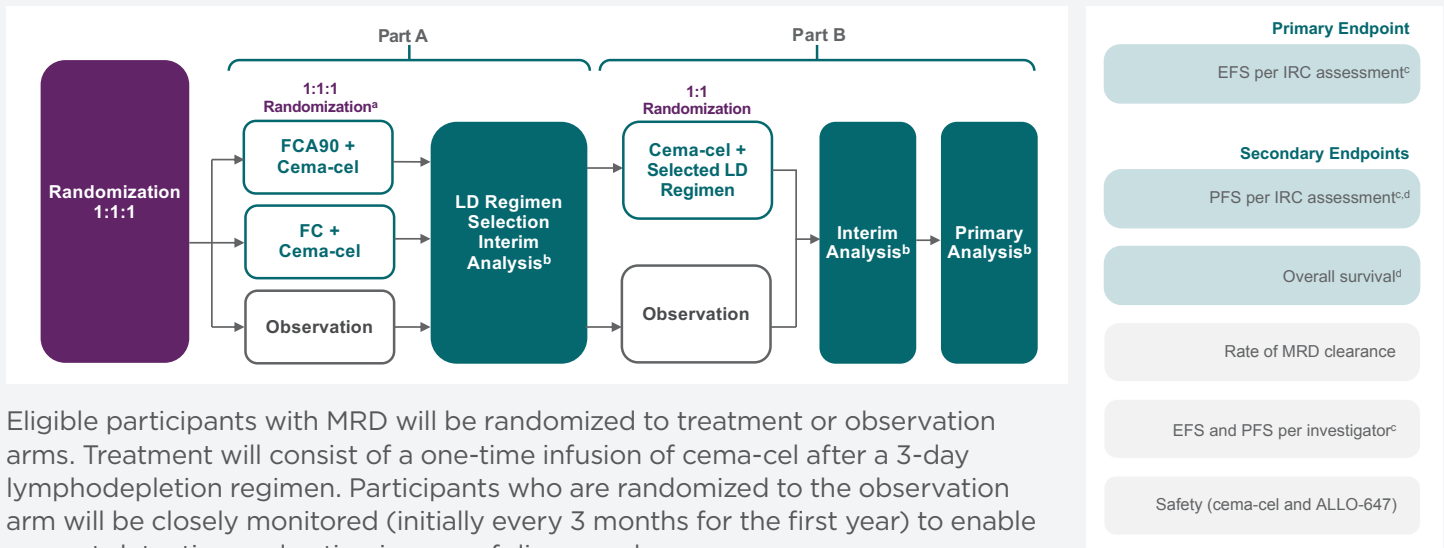 Part A
Part B
1:1:1
Randomizationᵃ
1:1
Randomization
Randomization
1:1:1
FCA90 +
Cema-cel
FC +
Cema-cel
Observation
LD Regimen
Selection
Interim
Analysisᵇ
Cema-cel +
Selected LD
Regimen
Observation
Interim
Analysisᵇ
Primary
Analysisᵇ
Primary Endpoint
EFS per IRC assessmentᶜ
Secondary Endpoints
PFS per IRC assessmentᶜ,ᵈ
Overall survivalᵈ
Rate of MRD clearance
EFS and PFS per investigatorᶜ
Safety (cema-cel and ALLO-647)
Eligible participants with MRD will be randomized to treatment or observation
arms. Treatment will consist of a one-time infusion of cema-cel after a 3-day
lymphodepletion regimen. Participants who are randomized to the observation
arm will be closely monitored (initially every 3 months for the first year) to enable